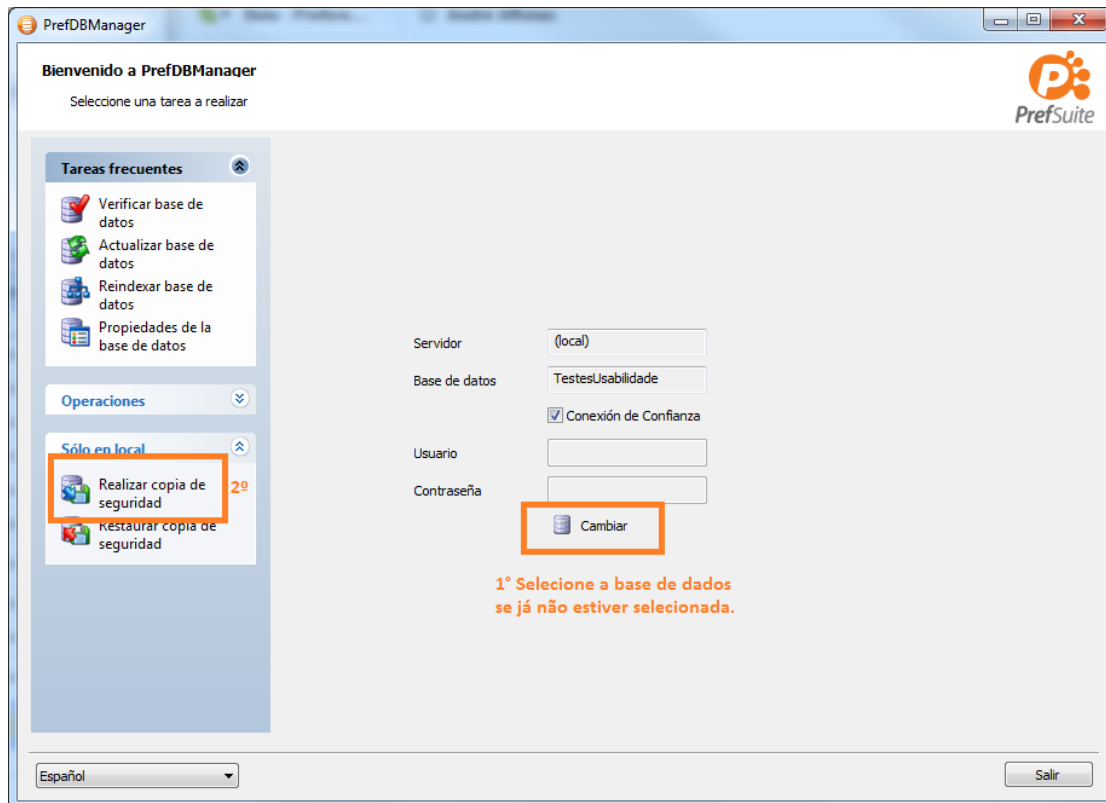 PrefDBManager
Bienvenido a PrefDBManager
Seleccione una tarea a realizar
PrefSuite
Tareas frecuentes
Verificar base de
datos
Actualizar base de
datos
Reindexar base de
datos
Propiedades de la
base de datos
Operaciones
Sólo en local
Realizar copia de
seguridad
2º
Restaurar copia de
seguridad
Servidor
(local)
Base de datos
TestesUsabilidade
Conexión de Confianza
Usuario
Contraseña
Cambiar
1° Selecione a base de dados
se já não estiver selecionada.
Español
Salir